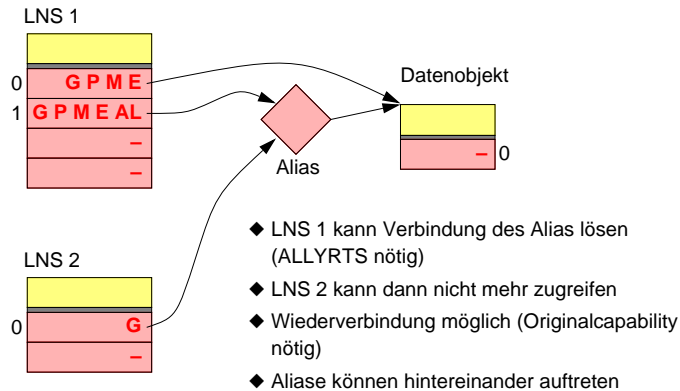 LNS 1
0 G P M E
1 G P M E AL
–
–
Datenobjekt
– 0
Alias
LNS 2
0 G
–
◆ LNS 1 kann Verbindung des Alias lösen
(ALLYRTS nötig)
◆ LNS 2 kann dann nicht mehr zugreifen
◆ Wiederverbindung möglich (Originalcapability
nötig)
◆ Aliase können hintereinander auftreten